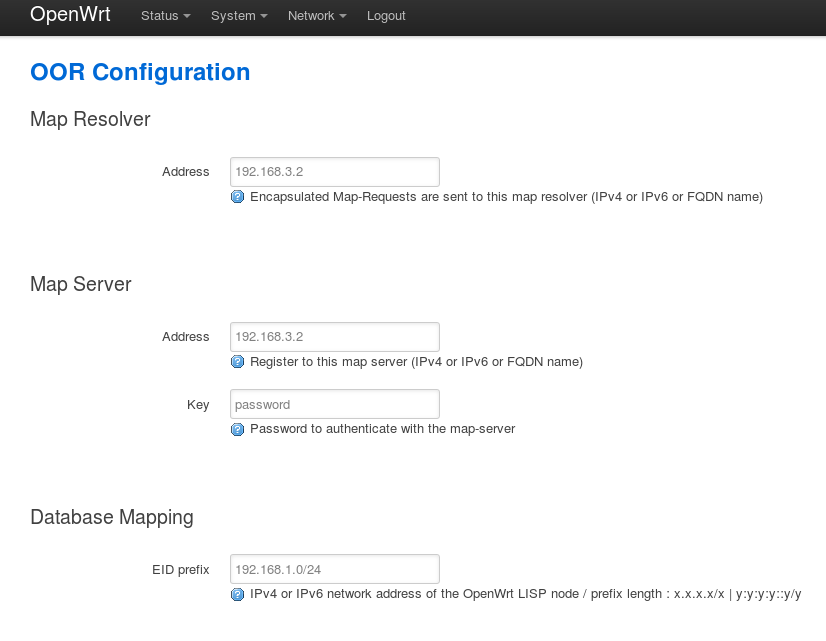 OpenWrt Status System Network Logout
OOR Configuration
Map Resolver
Address 192.168.3.2
Encapsulated Map-Requests are sent to this map resolver (IPv4 or IPv6 or FQDN name)
Map Server
Address 192.168.3.2
Register to this map server (IPv4 or IPv6 or FQDN name)
Key password
Password to authenticate with the map-server
Database Mapping
EID prefix 192.168.1.0/24
IPv4 or IPv6 network address of the OpenWrt LISP node / prefix length : x.x.x.x/x | y:y:y:y::y/y